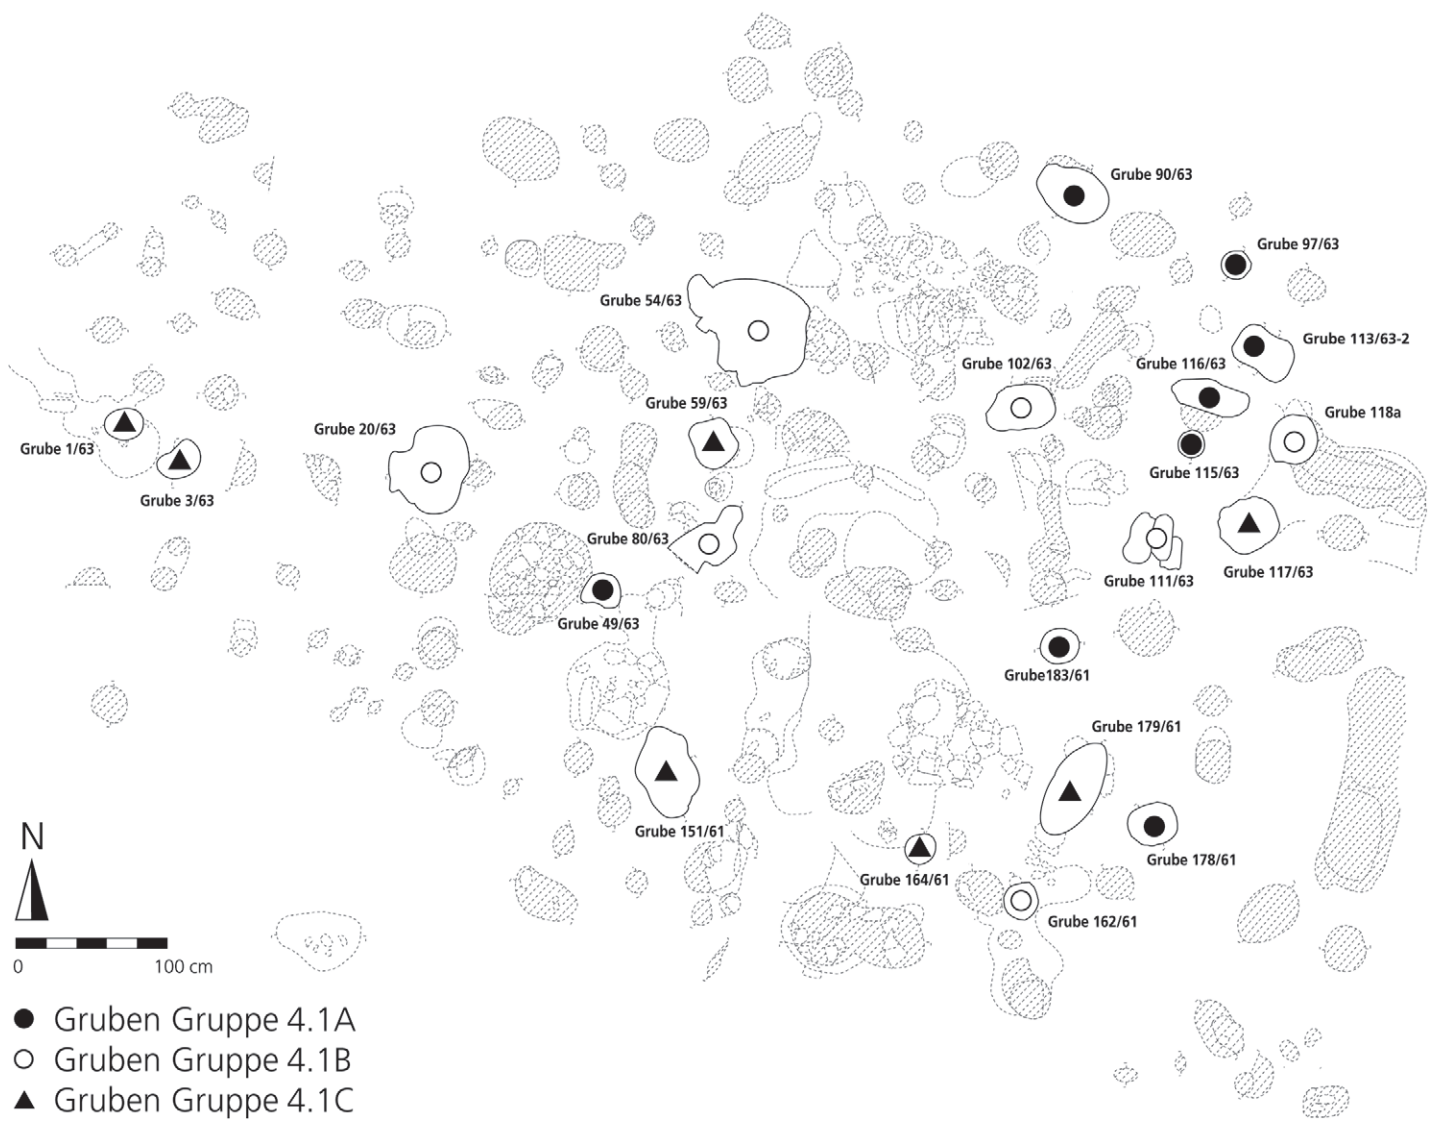 Grube 90/63
Grube 97/63
Grube 54/63
Grube 113/63-2
Grube 102/63
Grube 116/63
Grube 59/63
Grube 118a
Grube 20/63
Grube 1/63
Grube 115/63
Grube 3/63
Grube 80/63
Grube 117/63
Grube 111/63
Grube 49/63
Grube183/61
Grube 179/61
Grube 151/61
N
Grube 178/61
Grube 164/61
Grube 162/61
0 100 cm
Gruben Gruppe 4.1A
Gruben Gruppe 4.1B
Gruben Gruppe 4.1C